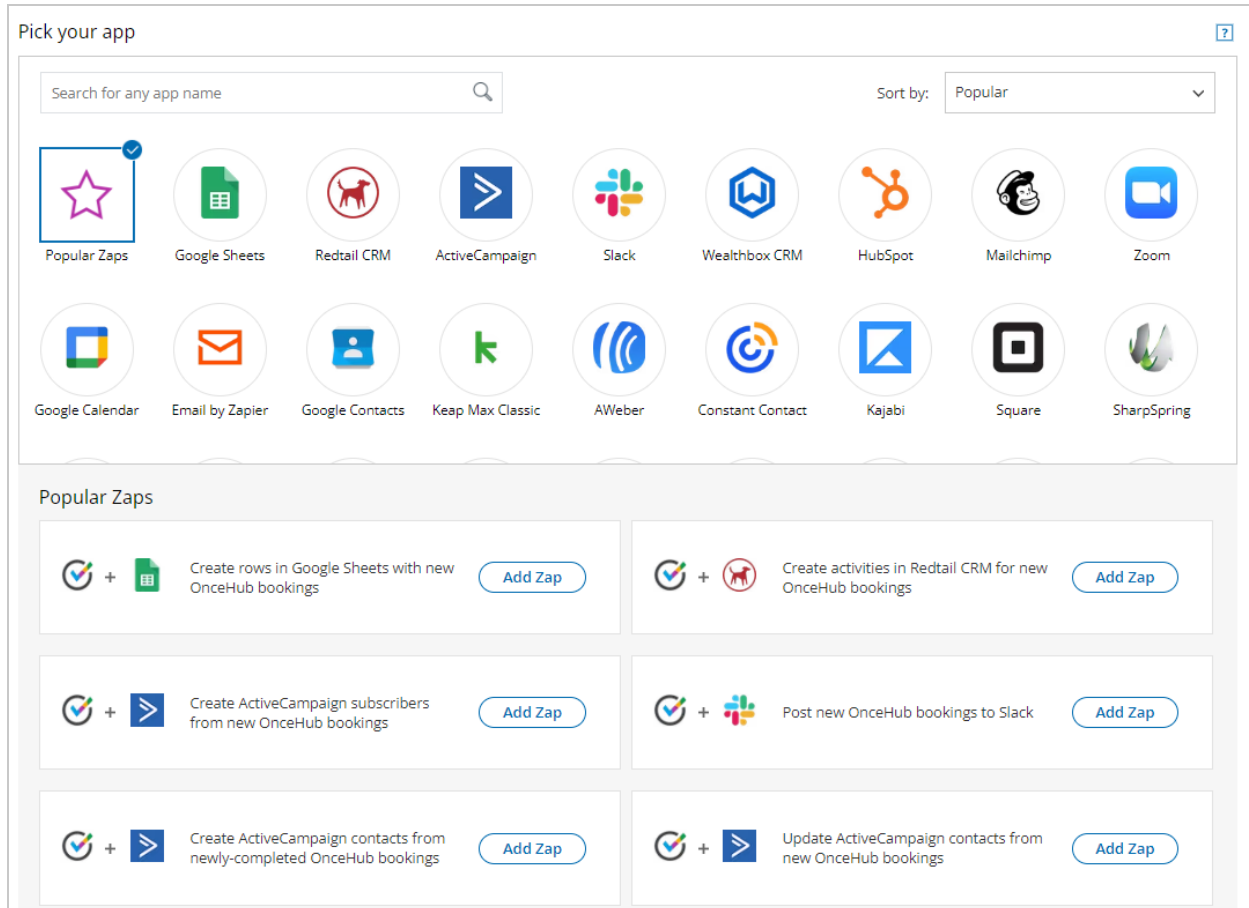 Pick your app
?
Search for any app name
Sort by:
Popular
Popular Zaps
Google Sheets
Redtail CRM
ActiveCampaign
Slack
Wealthbox CRM
HubSpot
Mailchimp
Zoom
Google Calendar
Email by Zapier
Google Contacts
Keap Max Classic
AWeber
Constant Contact
Kajabi
Square
SharpSpring
Popular Zaps
+
Create rows in Google Sheets with new
OnceHub bookings
Add Zap
+
Create activities in Redtail CRM for new
OnceHub bookings
Add Zap
+
Create ActiveCampaign subscribers
from new OnceHub bookings
Add Zap
+
Post new OnceHub bookings to Slack
Add Zap
+
Create ActiveCampaign contacts from
newly-completed OnceHub bookings
Add Zap
+
Update ActiveCampaign contacts from
new OnceHub bookings
Add Zap